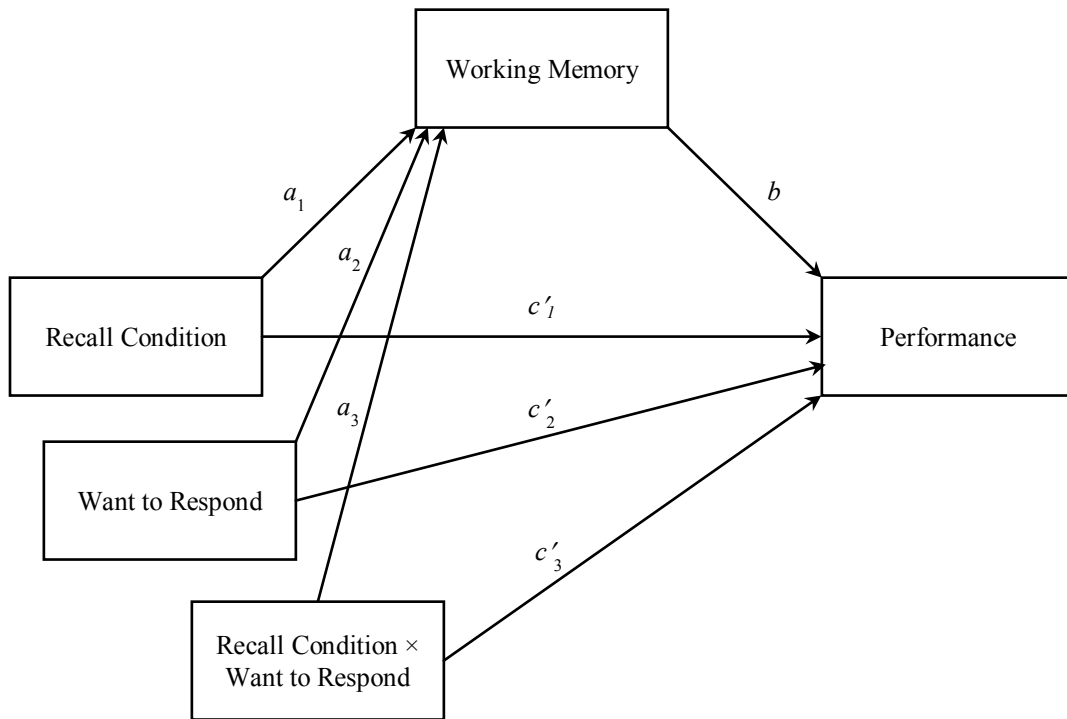 Working Memory
a₁
b
a₂
Recall Condition
c′₁
Performance
a₃
c′₂
Want to Respond
c′₃
Recall Condition ×
Want to Respond